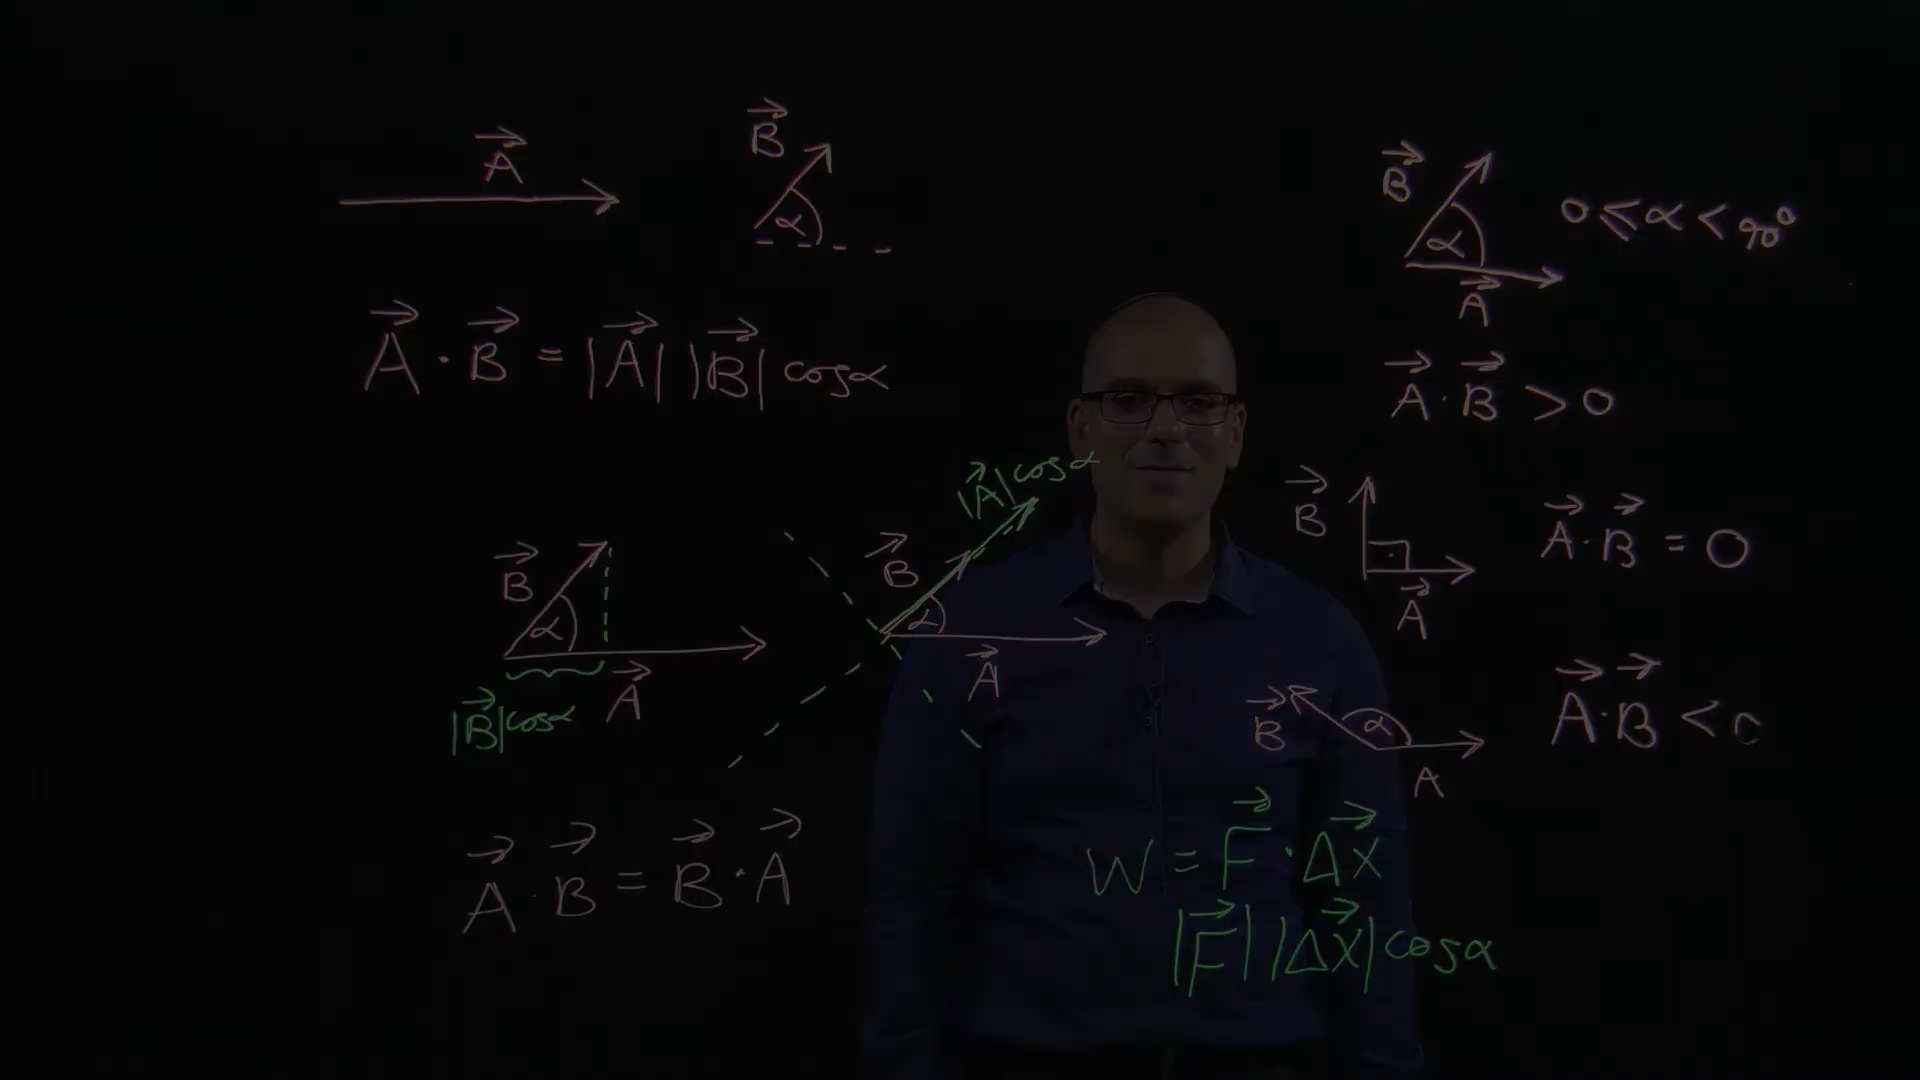 A⃗
B⃗
α
A⃗ · B⃗ = |A⃗| |B⃗| cosα
B⃗
α
A⃗
|B⃗|cosα
|A⃗|cosα
B⃗
α
A⃗
A⃗ · B⃗ = B⃗ · A⃗
B⃗
α
A⃗
0 ≤ α < 90°
A⃗ · B⃗ > 0
B⃗
A⃗
A⃗ · B⃗ = 0
B⃗
α
A
A⃗ · B⃗ < 0
W = F⃗ · Δx⃗
|F⃗| |Δx⃗| cosα